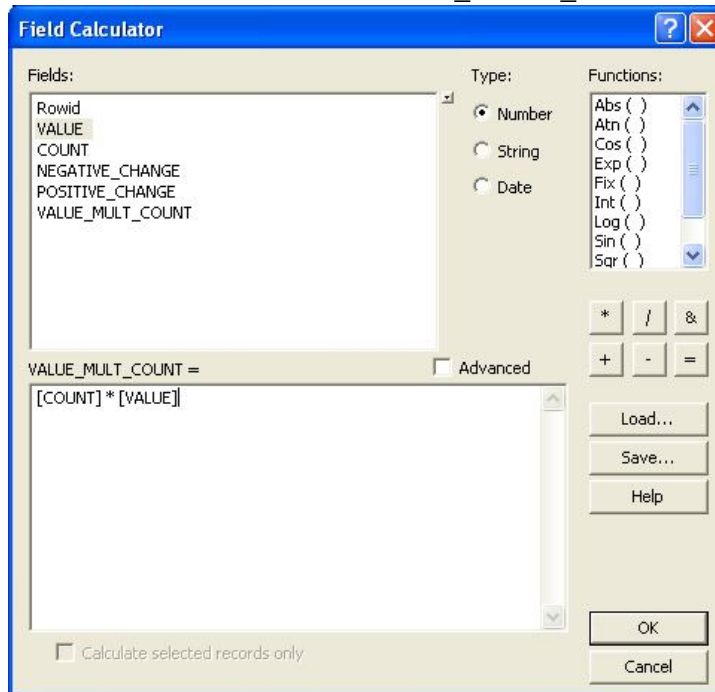 Field Calculator
Fields:
Type:
Functions:
Rowid
VALUE
COUNT
NEGATIVE_CHANGE
POSITIVE_CHANGE
VALUE_MULT_COUNT
Number
String
Date
Abs ( )
Atn ( )
Cos ( )
Exp ( )
Fix ( )
Int ( )
Log ( )
Sin ( )
Sqr ( )
* / &
+ - =
VALUE_MULT_COUNT =
Advanced
[COUNT] * [VALUE]
Load...
Save...
Help
Calculate selected records only
OK
Cancel